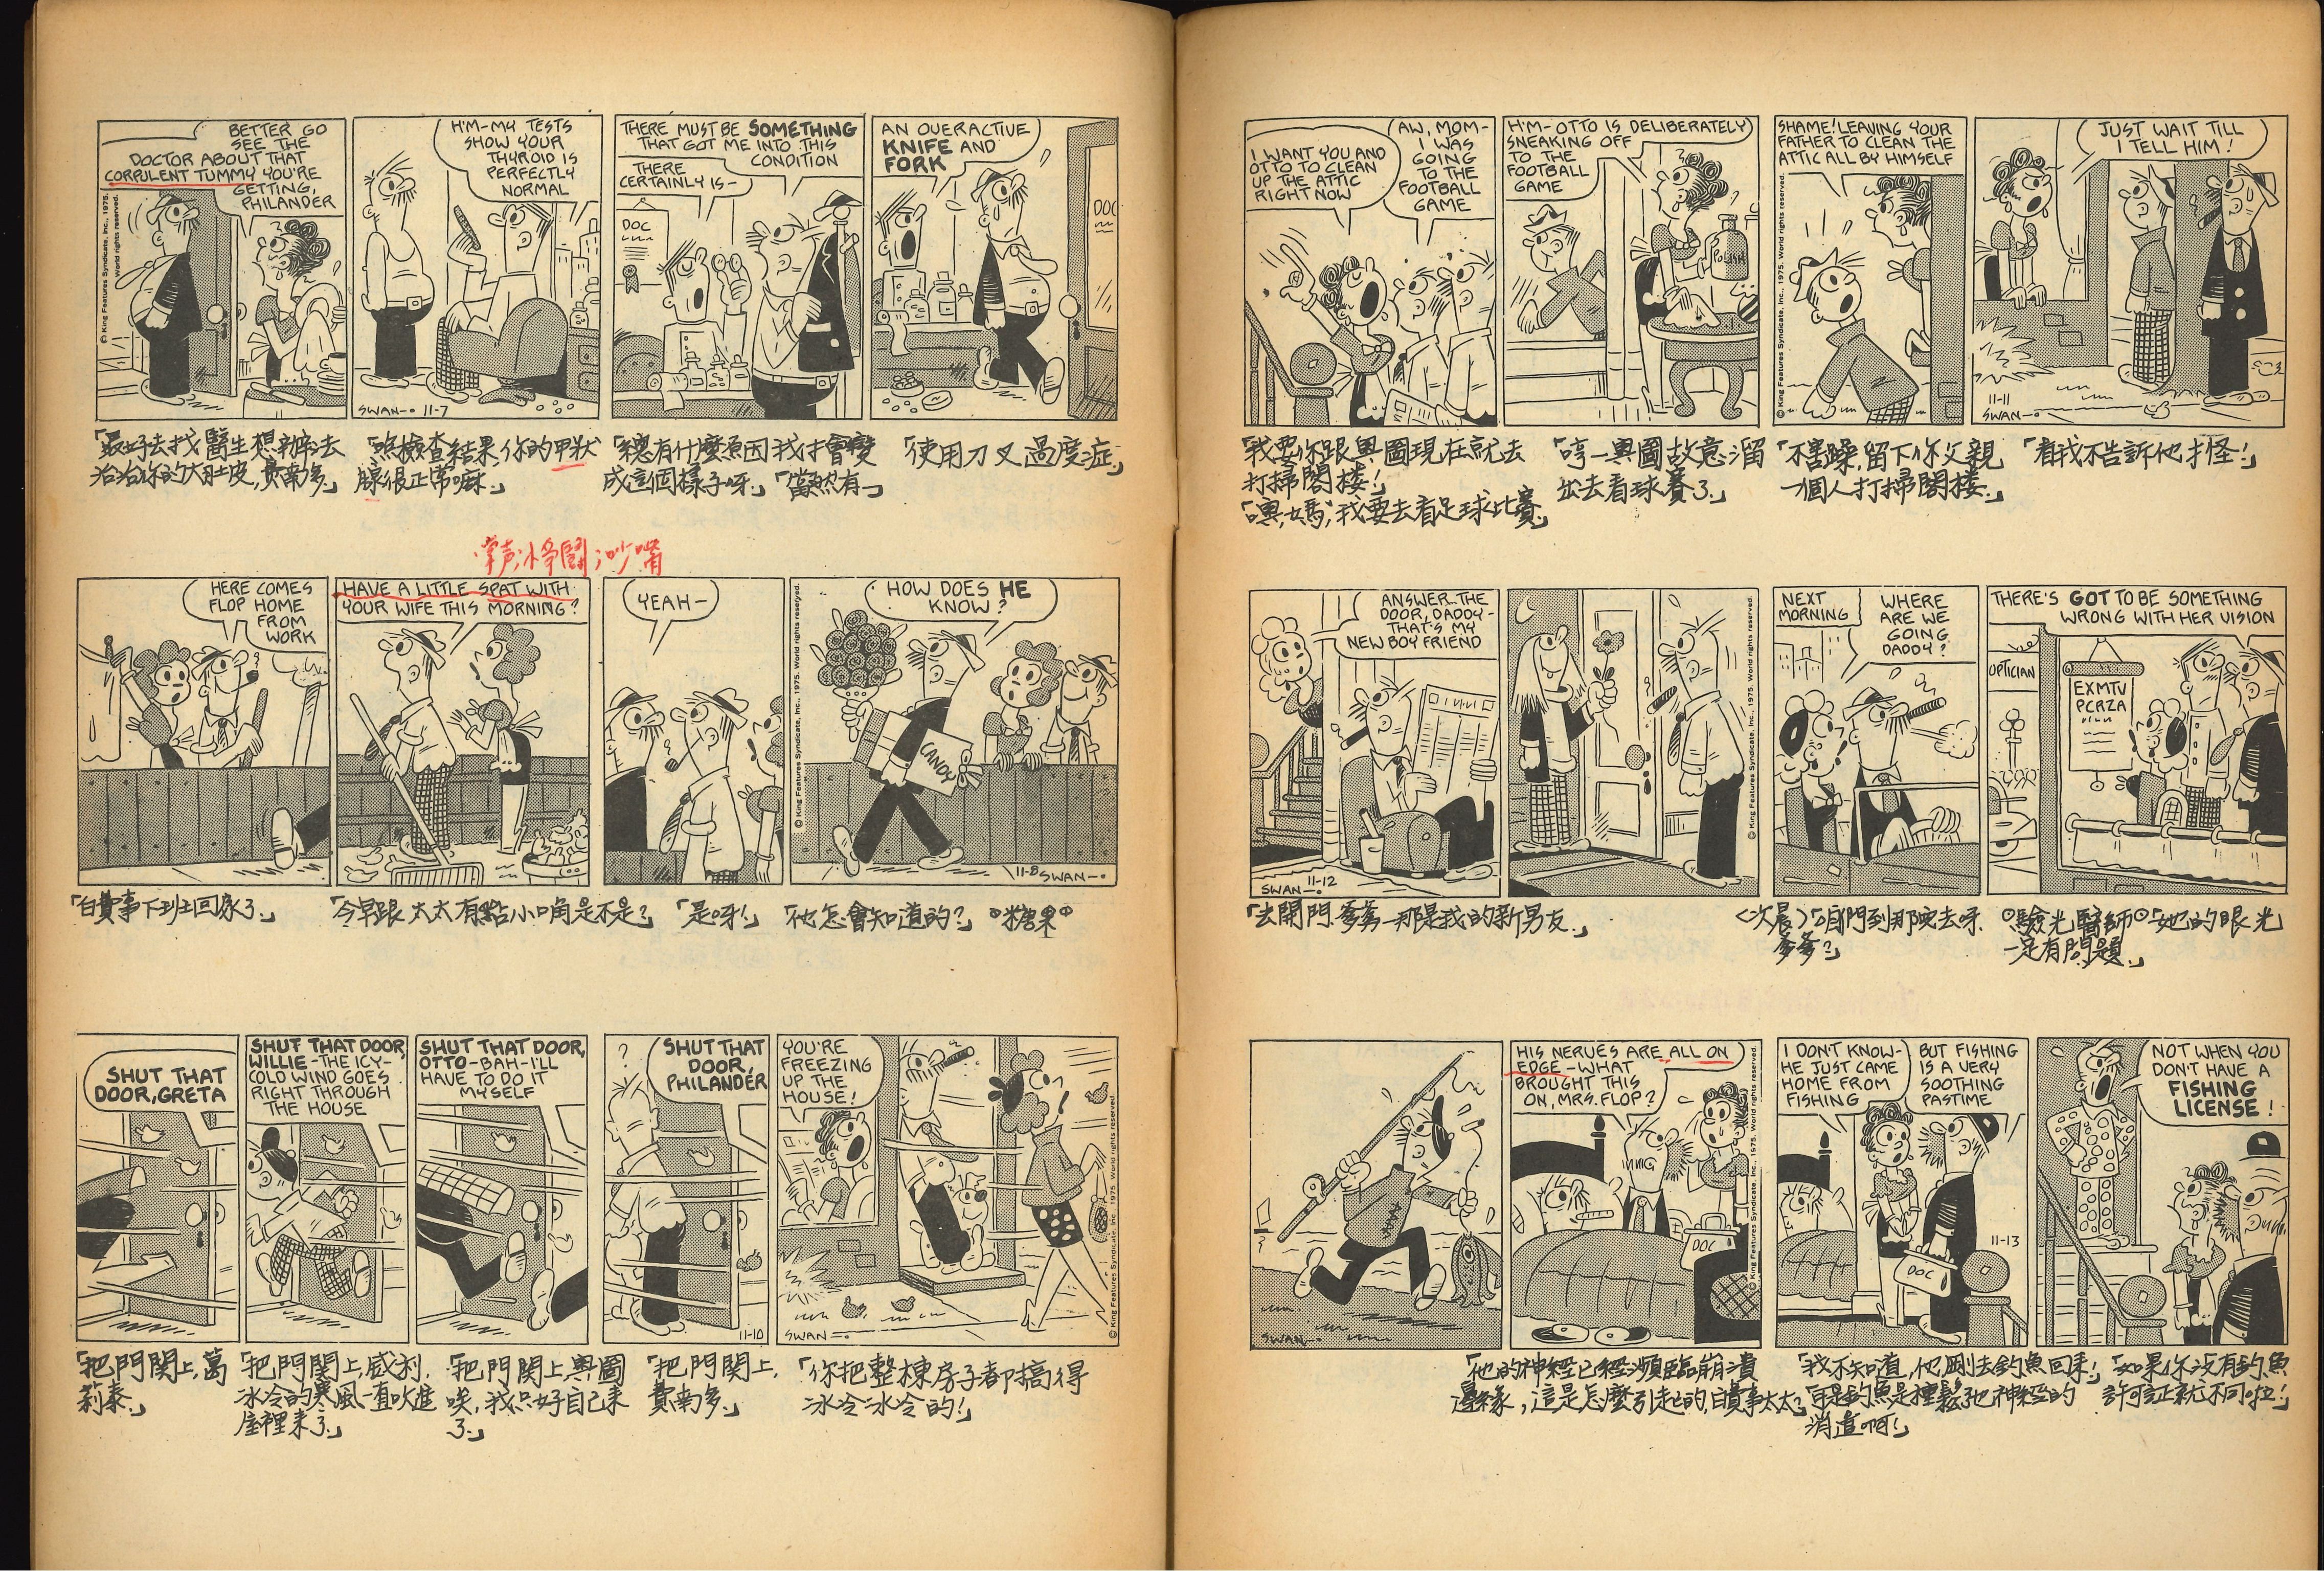 BETTER GO
SEE THE
DOCTOR ABOUT THAT
CORPULENT TUMMY YOU'RE
GETTING,
PHILANDER
© King Features Syndicate, Inc., 1975. World rights reserved.
H'M-MY TESTS
SHOW YOUR
THYROID IS
PERFECTLY
NORMAL
SWAN 11-7
THERE MUST BE SOMETHING
THAT GOT ME INTO THIS
CONDITION
THERE
CERTAINLY IS-
DOC
AN OVERACTIVE
KNIFE AND
FORK
DOC
「最好去找醫生想辦法
治治你的大肚皮,費南多。」
「照檢查結果,你的甲狀
腺很正常嘛。」
「總有什麼原因我才會變
成這個樣子呀。」「當然有—」
「使用刀叉過度症。」
掌声;小爭鬪;吵嘴
HERE COMES
FLOP HOME
FROM
WORK
HAVE A LITTLE SPAT WITH
YOUR WIFE THIS MORNING?
YEAH-
HOW DOES HE
KNOW?
CANDY
© King Features Syndicate, Inc., 1975. World rights reserved.
11-8 SWAN
「白費事下班回家了。」
「今早跟太太有點小口角是不是?
「是呀!」
「他怎會知道的?」
糖果
SHUT THAT
DOOR, GRETA
SHUT THAT DOOR,
WILLIE-THE ICY-
COLD WIND GOES
RIGHT THROUGH
THE HOUSE
SHUT THAT DOOR,
OTTO-BAH-I'LL
HAVE TO DO IT
MYSELF
?
SHUT THAT
DOOR,
PHILANDER
11-10
YOU'RE
FREEZING
UP THE
HOUSE!
SWAN
© King Features Syndicate, Inc., 1975. World rights reserved.
「把門関上,葛
莉泰。」
「把門関上,威利,
冰冷的寒風一直吹進
屋裡来了。」
「把門関上,奧圖
唉,我只好自己来
了。」
「把門関上,
費南多。」
「你把整棟房子都搞得
冰冷冰冷的!」
I WANT YOU AND
OTTO TO CLEAN
UP THE ATTIC
RIGHT NOW
AW, MOM-
I WAS
GOING
TO THE
FOOTBALL
GAME
H'M-OTTO IS DELIBERATELY
SNEAKING OFF
TO THE
FOOTBALL
GAME
POLISH
SHAME! LEAVING YOUR
FATHER TO CLEAN THE
ATTIC ALL BY HIMSELF
© King Features Syndicate, Inc., 1975. World rights reserved.
JUST WAIT TILL
I TELL HIM!
11-11
SWAN
「我要你跟奧圖現在就去
打掃閣楼!」
「噢,媽,我要去看足球比賽。」
「哼—奧圖故意溜
出去看球賽了。」
「不害臊,留下你父親
一個人打掃閣楼。」
「看我不告訴他才怪!」
ANSWER THE
DOOR, DADDY-
THAT'S MY
NEW BOY FRIEND
SWAN 11-12
© King Features Syndicate, Inc., 1975. World rights reserved.
NEXT
MORNING
WHERE
ARE WE
GOING
DADDY?
THERE'S GOT TO BE SOMETHING
WRONG WITH HER VISION
OPTICIAN
EXMTV
PCRZA
「去開門,爹爹—那是我的新男友。」
(次晨)「咱們到那兒去呀
爹爹?」
驗光醫師「她的眼光
一定有問題。」
SWAN
HIS NERVES ARE ALL ON
EDGE-WHAT
BROUGHT THIS
ON, MRS. FLOP?
DOC
© King Features Syndicate, Inc., 1975. World rights reserved.
I DON'T KNOW-
HE JUST CAME
HOME FROM
FISHING
BUT FISHING
IS A VERY
SOOTHING
PASTIME
11-13
DOC
NOT WHEN YOU
DON'T HAVE A
FISHING
LICENSE!
「他的神經已經瀕臨崩潰
邊緣,這是怎麼引起的,白費事太太?
「我不知道,他剛去釣魚回来!
「可是釣魚是種鬆弛神經的
消遣啊!」
「如果你没有釣魚
許可証就不同啦!」